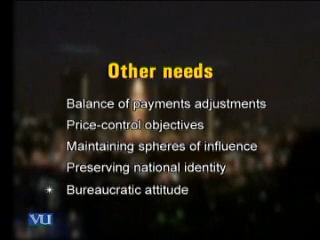 Other needs
Balance of payments adjustments
Price-control objectives
Maintaining spheres of influence
Preserving national identity
* Bureaucratic attitude
VU